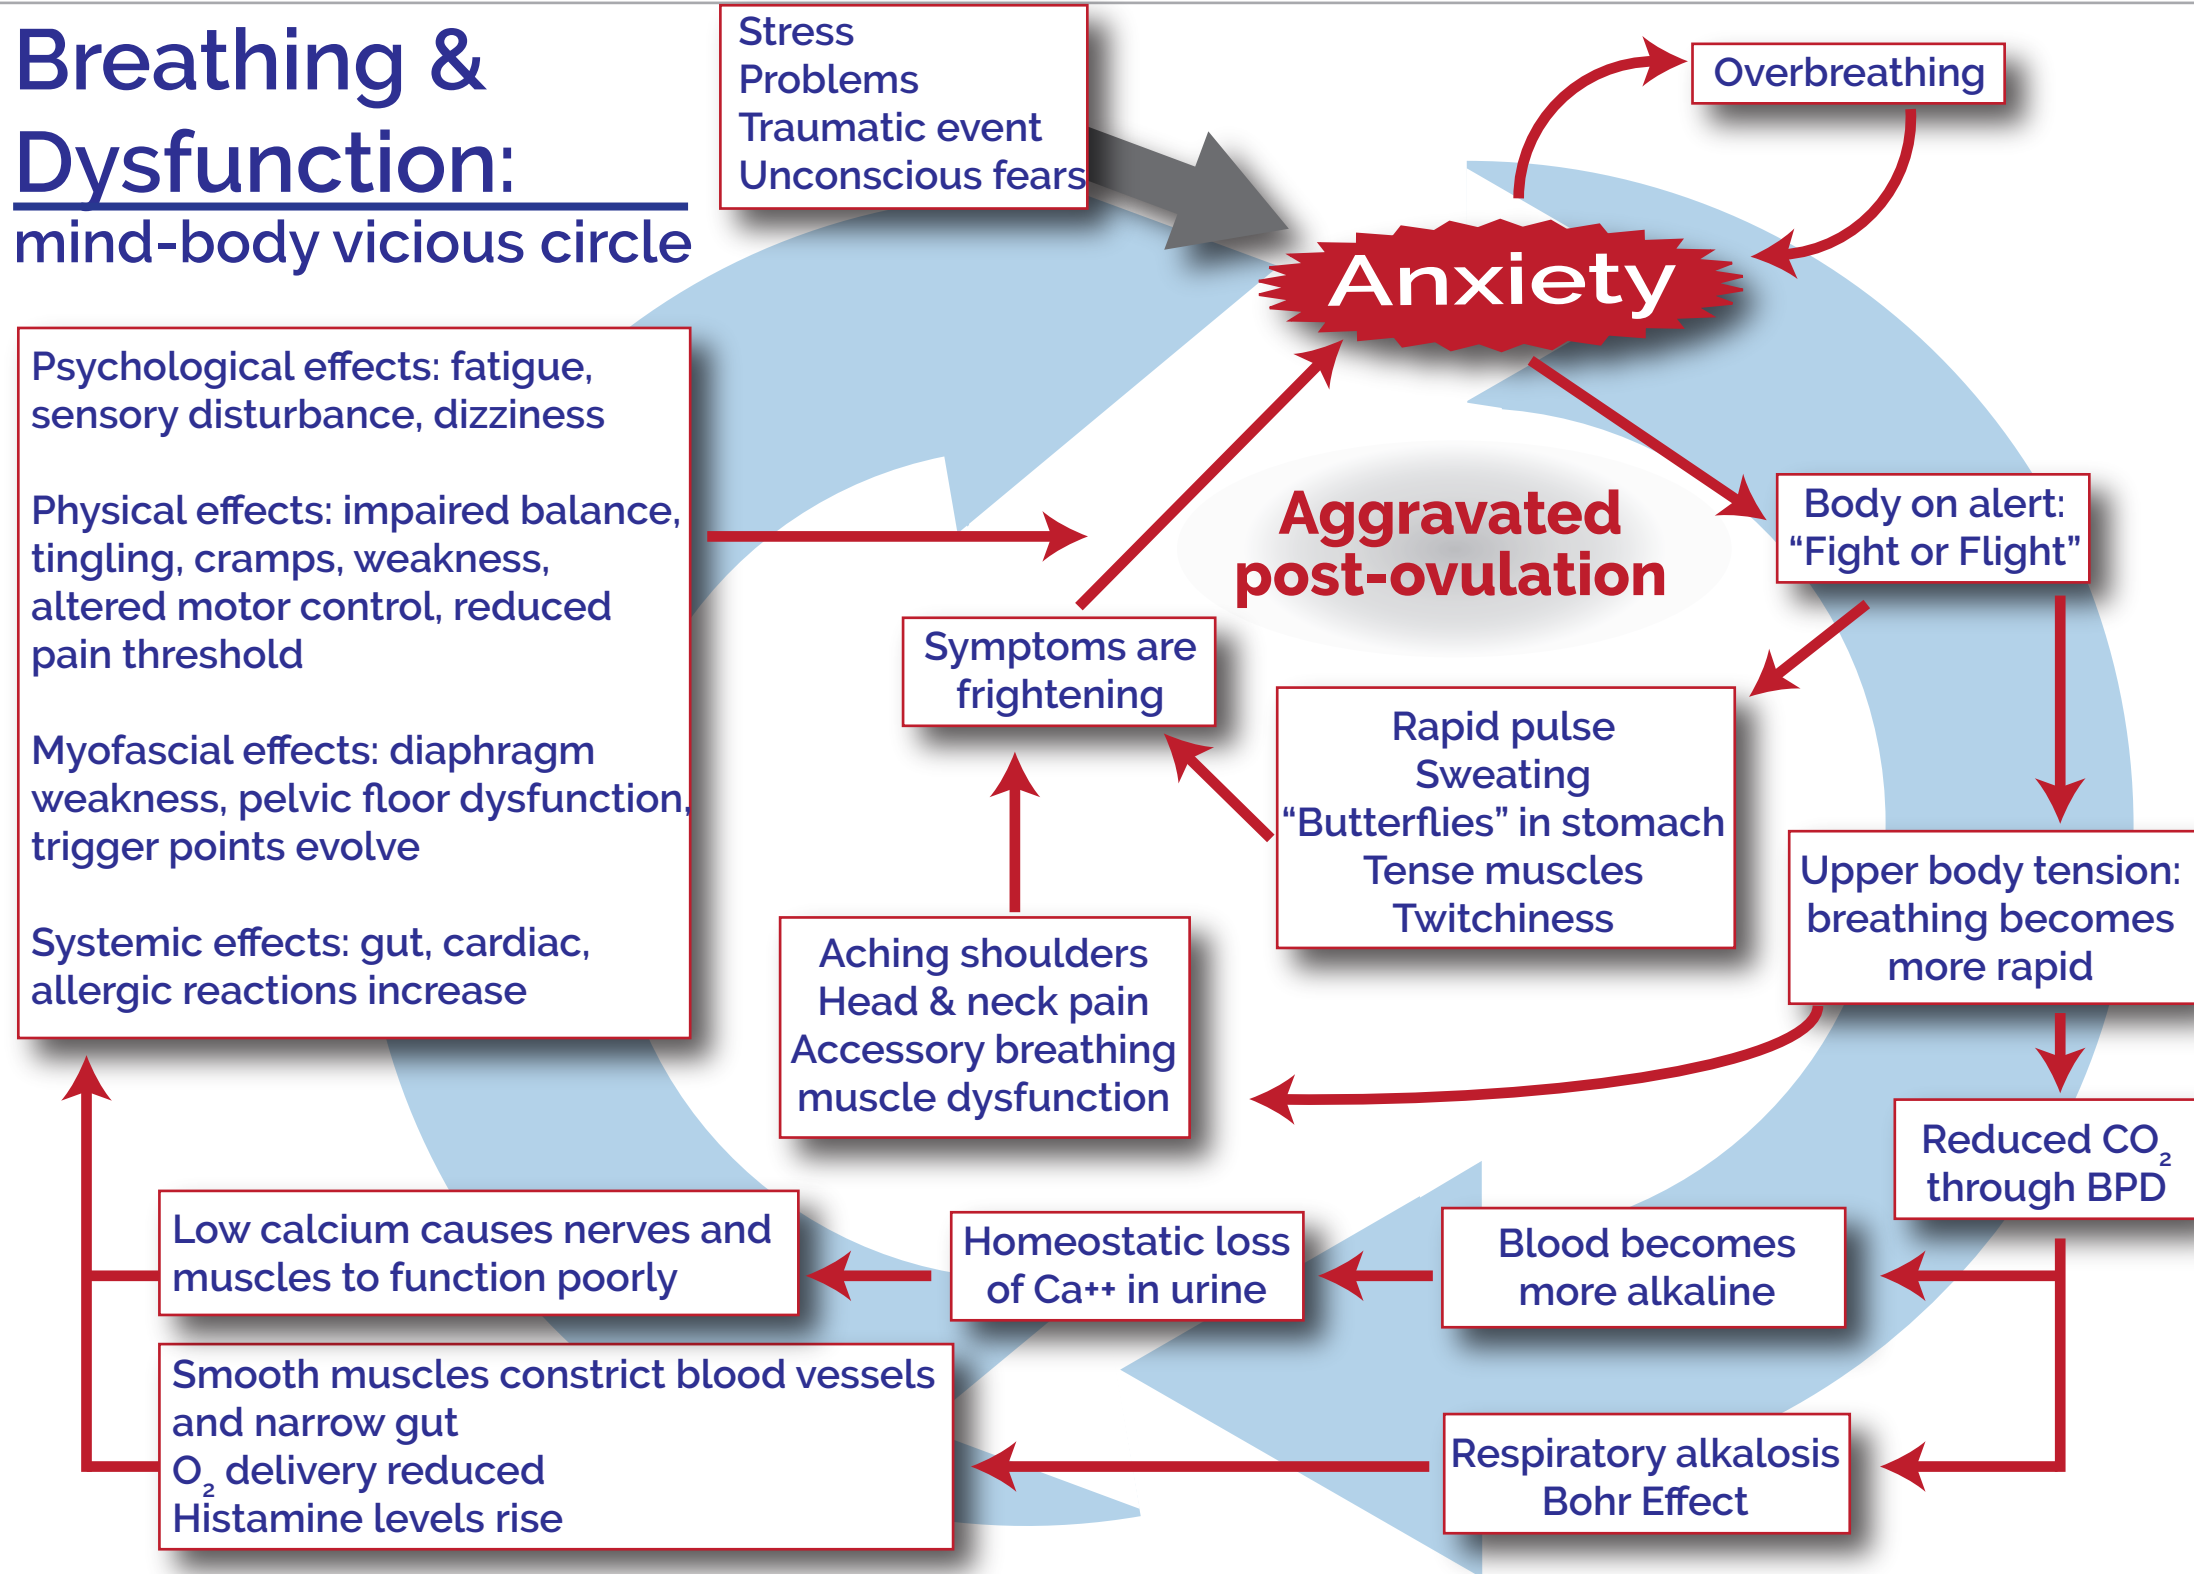 Breathing &
Dysfunction:
mind-body vicious circle
Stress
Problems
Traumatic event
Unconscious fears
Overbreathing
Anxiety
Body on alert:
“Fight or Flight”
Aggravated
post-ovulation
Symptoms are
frightening
Rapid pulse
Sweating
“Butterflies” in stomach
Tense muscles
Twitchiness
Upper body tension:
breathing becomes
more rapid
Aching shoulders
Head & neck pain
Accessory breathing
muscle dysfunction
Reduced CO₂
through BPD
Blood becomes
more alkaline
Homeostatic loss
of Ca++ in urine
Low calcium causes nerves and
muscles to function poorly
Respiratory alkalosis
Bohr Effect
Smooth muscles constrict blood vessels
and narrow gut
O₂ delivery reduced
Histamine levels rise
Psychological effects: fatigue,
sensory disturbance, dizziness
Physical effects: impaired balance,
tingling, cramps, weakness,
altered motor control, reduced
pain threshold
Myofascial effects: diaphragm
weakness, pelvic floor dysfunction,
trigger points evolve
Systemic effects: gut, cardiac,
allergic reactions increase